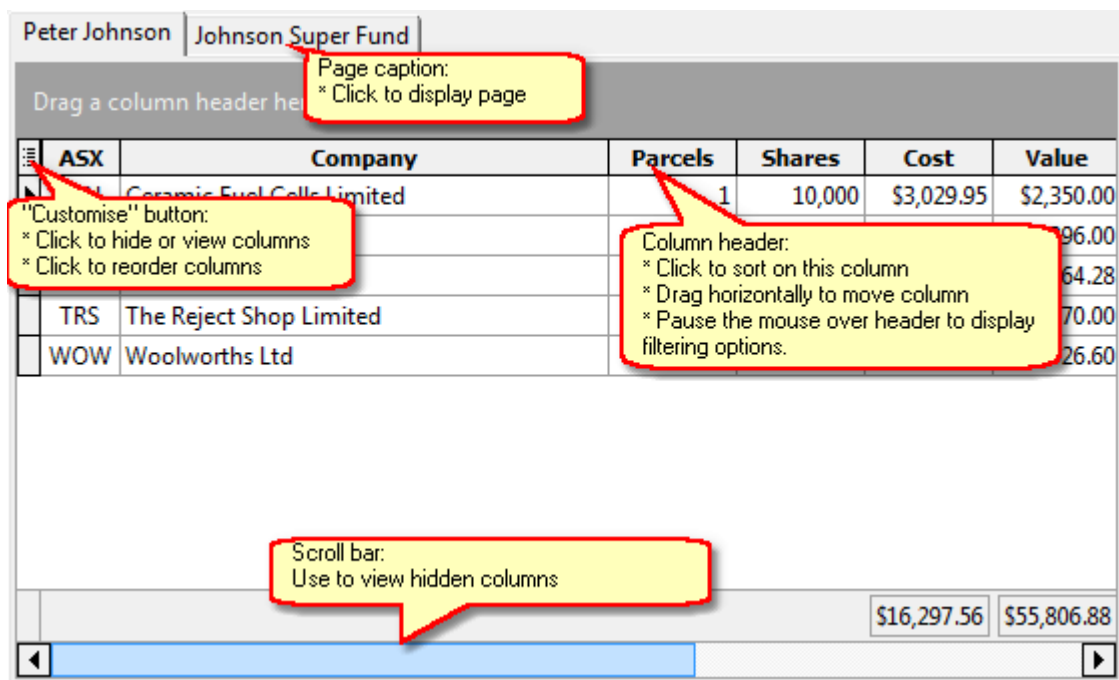 Peter Johnson Johnson Super Fund
Page caption:
* Click to display page
Drag a column header
ASX Company Parcels Shares Cost Value
Ceramic Fuel Cells Limited 1 10,000 $3,029.95 $2,350.00
"Customise" button:
* Click to hide or view columns
* Click to reorder columns
Column header:
* Click to sort on this column
* Drag horizontally to move column
* Pause the mouse over header to display
filtering options.
96.00
64.28
TRS The Reject Shop Limited 70.00
WOW Woolworths Ltd 26.60
Scroll bar:
Use to view hidden columns
$16,297.56 $55,806.88